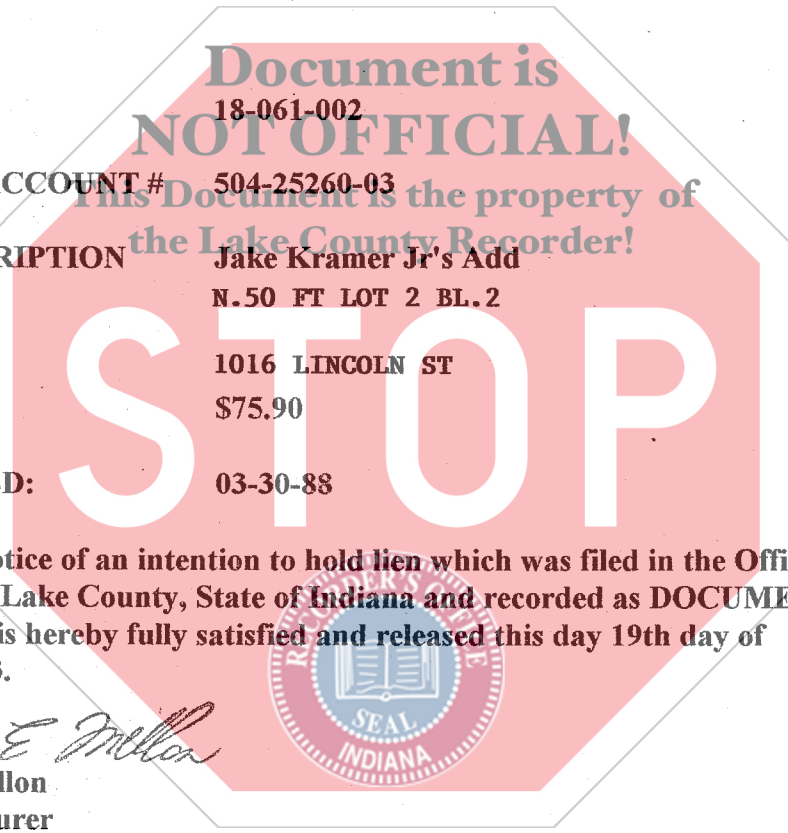 Document is
18-061-002
NOT OFFICIAL!
CCOUNT # 504-25260-03
This Document is the property of
the Lake County Recorder!
RIPTION Jake Kramer Jr's Add
N.50 FT LOT 2 BL.2
STOP
1016 LINCOLN ST
$75.90
D: 03-30-88
otice of an intention to hold lien which was filed in the Offi
Lake County, State of Indiana and recorded as DOCUME
is hereby fully satisfied and released this day 19th day of
RECORDER'S OFFICE
SEAL
INDIANA
E Mellon
llon
urer